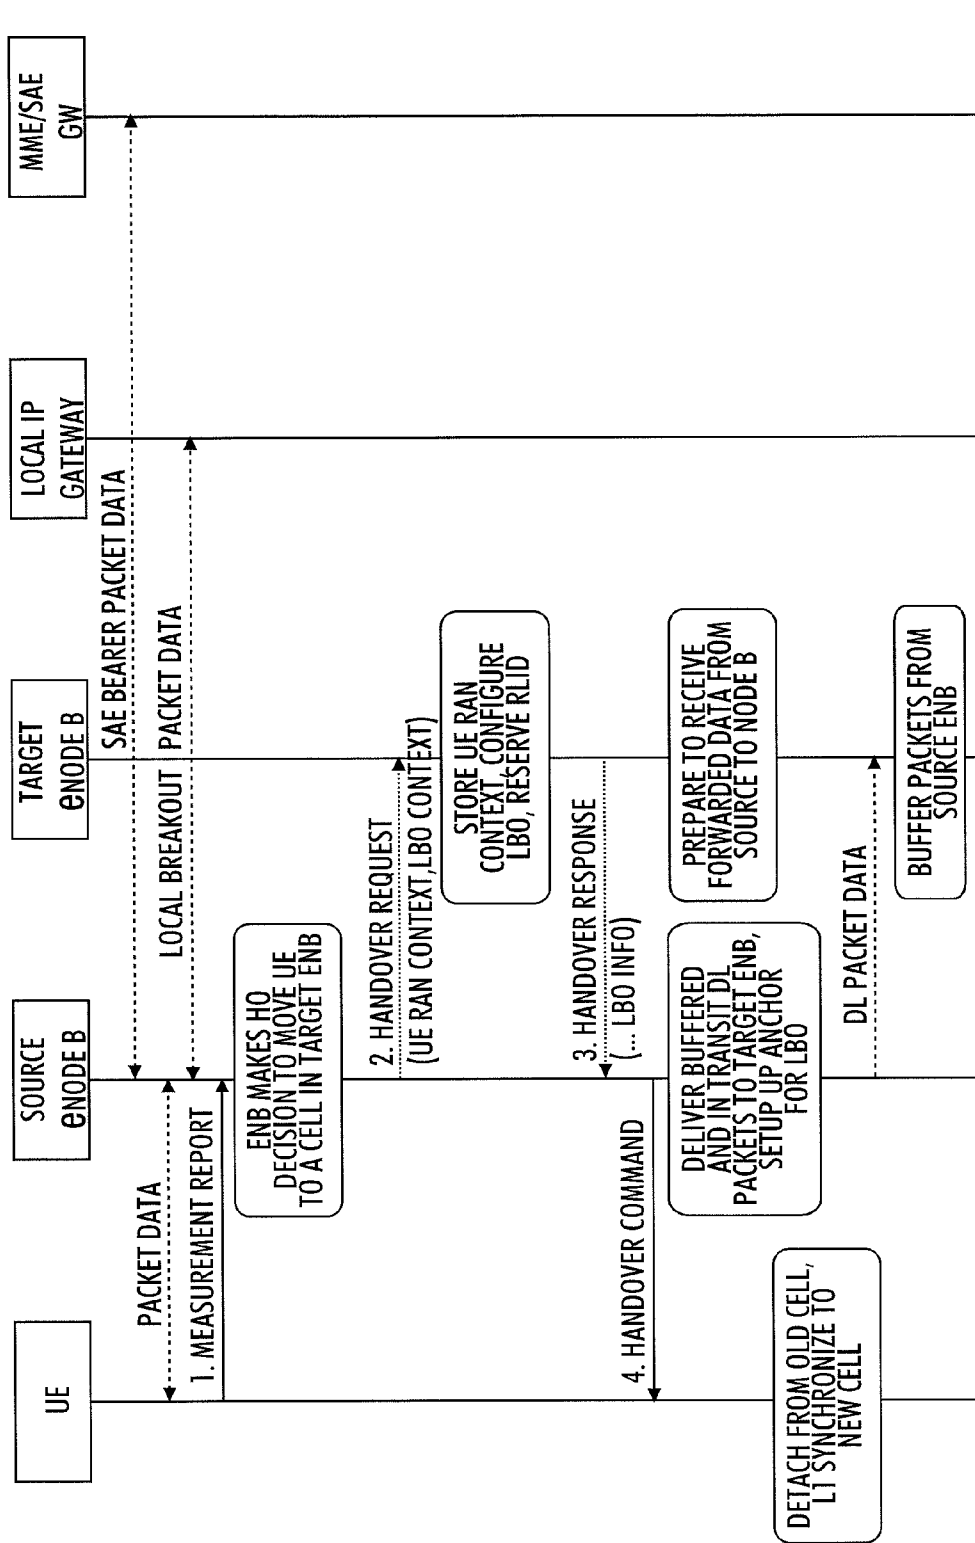 UE
SOURCE
eNODE B
TARGET
eNODE B
LOCAL IP
GATEWAY
MME/SAE
GW
SAE BEARER PACKET DATA
PACKET DATA
LOCAL BREAKOUT PACKET DATA
1. MEASUREMENT REPORT
ENB MAKES HO
DECISION TO MOVE UE
TO A CELL IN TARGET ENB
2. HANDOVER REQUEST
(UE RAN CONTEXT,LBO CONTEXT)
STORE UE RAN
CONTEXT, CONFIGURE
LBO, RESERVE RLID
3. HANDOVER RESPONSE
(... LBO INFO)
4. HANDOVER COMMAND
DELIVER BUFFERED
AND IN TRANSIT DL
PACKETS TO TARGET ENB,
SETUP UP ANCHOR
FOR LBO
PREPARE TO RECEIVE
FORWARDED DATA FROM
SOURCE TO NODE B
DETACH FROM OLD CELL,
L1 SYNCHRONIZE TO
NEW CELL
DL PACKET DATA
BUFFER PACKETS FROM
SOURCE ENB